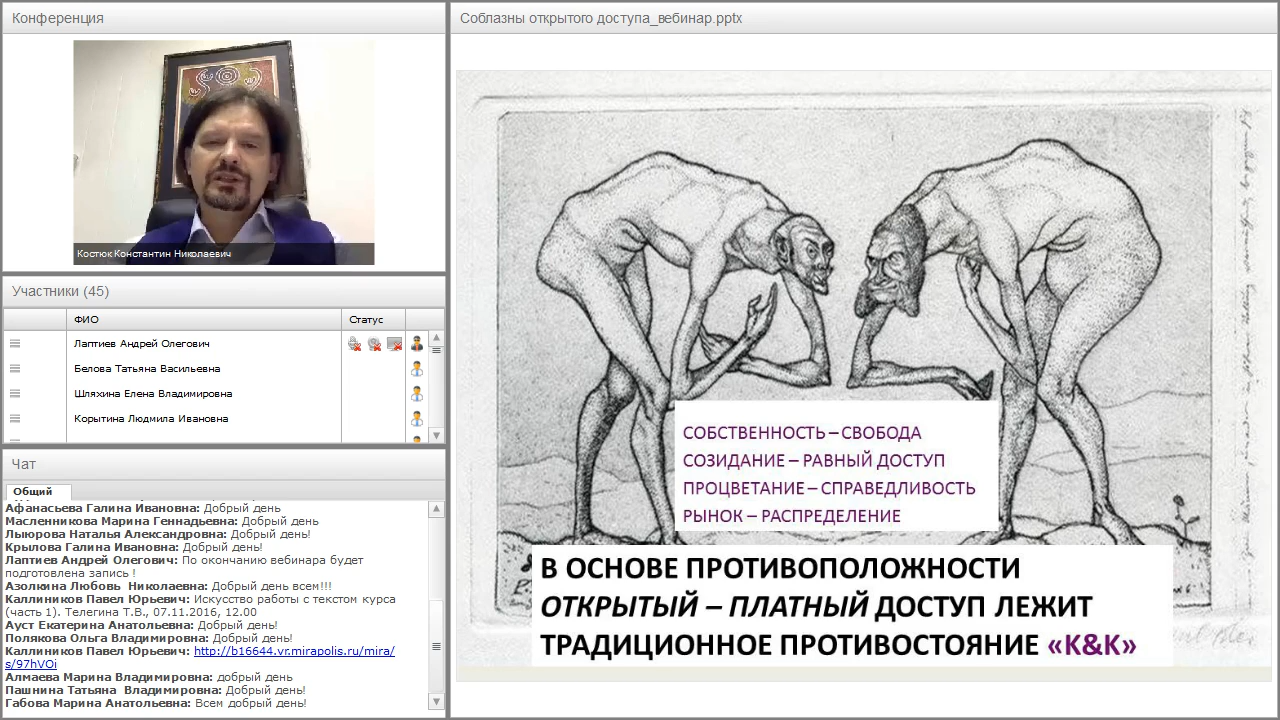 Конференция
Костюк Константин Николаевич
Участники (45)
ФИО
Статус
Лаптиев Андрей Олегович
Белова Татьяна Васильевна
Шляхина Елена Владимировна
Корытина Людмила Ивановна
Чат
Общий
Афанасьева Галина Ивановна: Добрый день
Масленникова Марина Геннадьевна: Добрый день
Лыюрова Наталья Александровна: Добрый день!
Крылова Галина Ивановна: Добрый день!
Лаптиев Андрей Олегович: По окончанию вебинара будет
подготовлена запись !
Азолкина Любовь Николаевна: Добрый день всем!!!
Каллиников Павел Юрьевич: Искусство работы с текстом курса
(часть 1). Телегина Т.В., 07.11.2016, 12.00
Ауст Екатерина Анатольевна: Добрый день!
Полякова Ольга Владимировна: Добрый день!
Каллиников Павел Юрьевич: http://b16644.vr.mirapolis.ru/mira/
s/97hVOi
Алмаева Марина Владимировна: добрый день
Пашнина Татьяна Владимировна: Добрый день!
Габова Марина Анатольевна: Всем добрый день!
Соблазны открытого доступа_вебинар.pptx
СОБСТВЕННОСТЬ – СВОБОДА
СОЗИДАНИЕ – РАВНЫЙ ДОСТУП
ПРОЦВЕТАНИЕ – СПРАВЕДЛИВОСТЬ
РЫНОК – РАСПРЕДЕЛЕНИЕ
В ОСНОВЕ ПРОТИВОПОЛОЖНОСТИ
ОТКРЫТЫЙ – ПЛАТНЫЙ ДОСТУП ЛЕЖИТ
ТРАДИЦИОННОЕ ПРОТИВОСТОЯНИЕ «K&K»